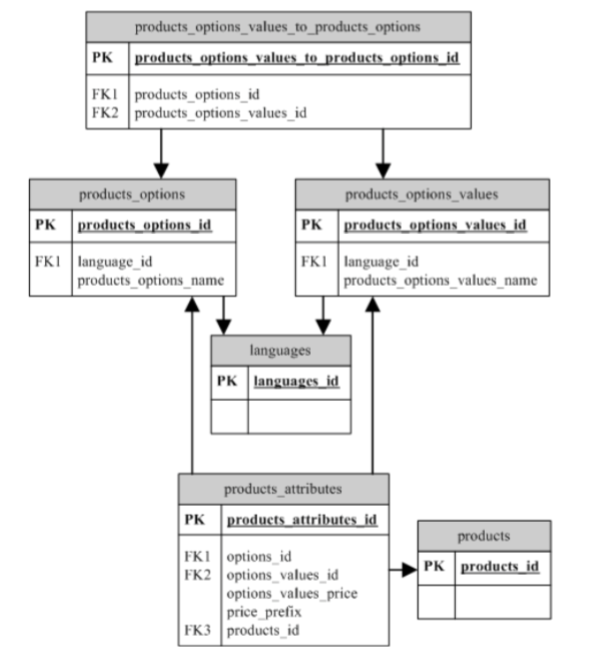 products_options_values_to_products_options
PK products_options_values_to_products_options_id
FK1 products_options_id
FK2 products_options_values_id
products_options
PK products_options_id
FK1 language_id
products_options_name
products_options_values
PK products_options_values_id
FK1 language_id
products_options_values_name
languages
PK languages_id
products_attributes
PK products_attributes_id
FK1 options_id
FK2 options_values_id
options_values_price
price_prefix
FK3 products_id
products
PK products_id